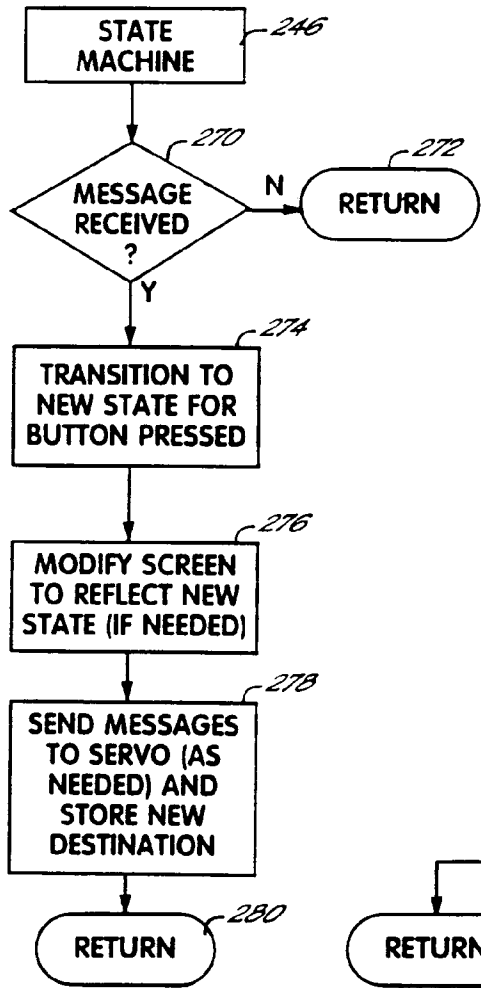 STATE
MACHINE
246
270
MESSAGE
RECEIVED
?
N
272
RETURN
Y
274
TRANSITION TO
NEW STATE FOR
BUTTON PRESSED
276
MODIFY SCREEN
TO REFLECT NEW
STATE (IF NEEDED)
278
SEND MESSAGES
TO SERVO (AS
NEEDED) AND
STORE NEW
DESTINATION
280
RETURN
RETURN